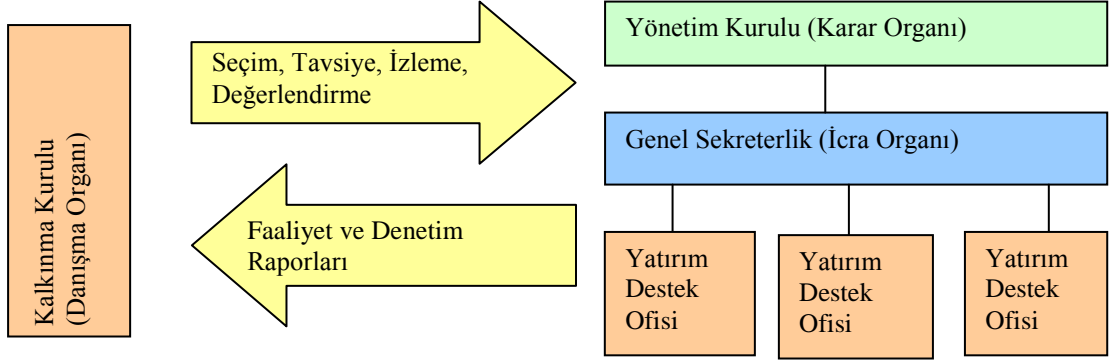 Kalkınma Kurulu
(Danışma Organı)
Seçim, Tavsiye, İzleme,
Değerlendirme
Faaliyet ve Denetim
Raporları
Yönetim Kurulu (Karar Organı)
Genel Sekreterlik (İcra Organı)
Yatırım
Destek
Ofisi
Yatırım
Destek
Ofisi
Yatırım
Destek
Ofisi